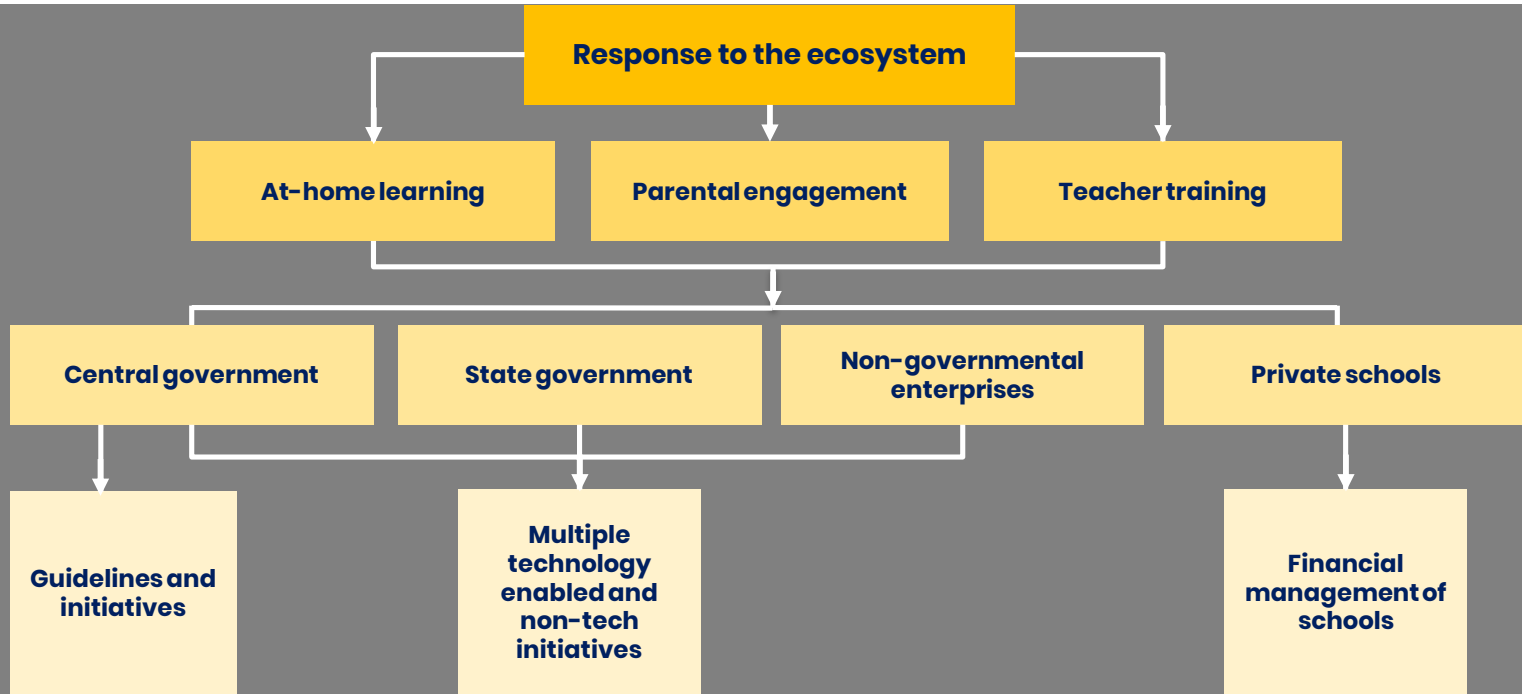 Response to the ecosystem
At-home learning
Parental engagement
Teacher training
Central government
State government
Non-governmental
enterprises
Private schools
Guidelines and
initiatives
Multiple
technology
enabled and
non-tech
initiatives
Financial
management of
schools